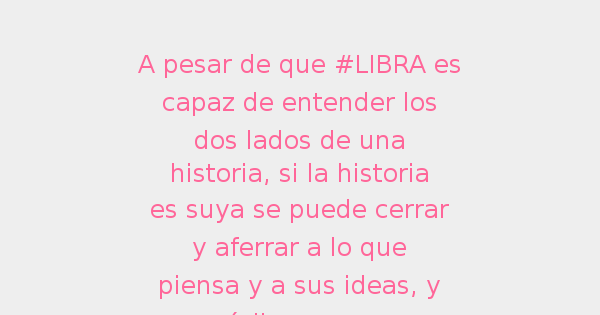 A pesar de que #LIBRA es
capaz de entender los
dos lados de una
historia, si la historia
es suya se puede cerrar
y aferrar a lo que
piensa y a sus ideas, y